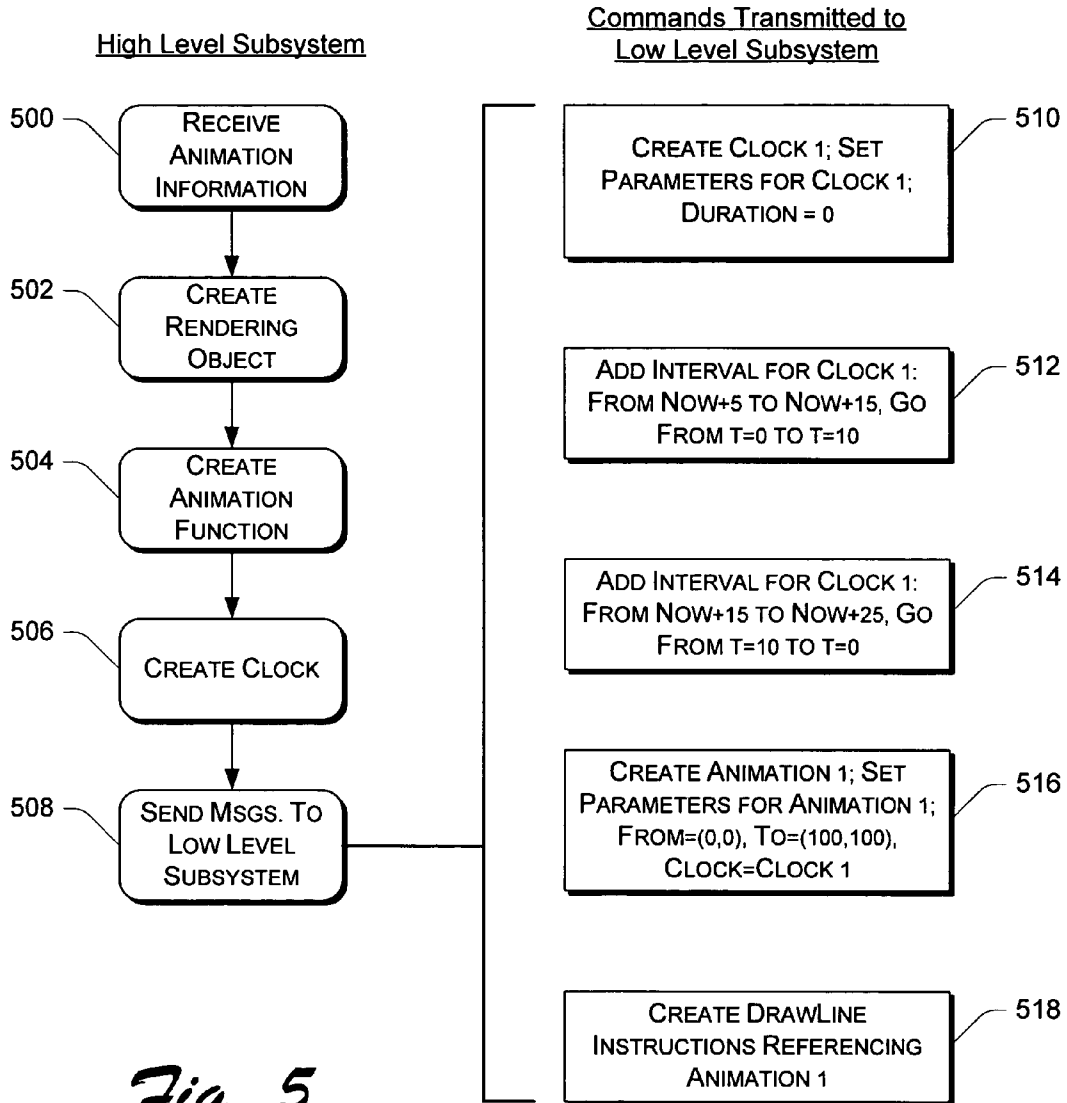 High Level Subsystem
500
RECEIVE
ANIMATION
INFORMATION
502
CREATE
RENDERING
OBJECT
504
CREATE
ANIMATION
FUNCTION
506
CREATE CLOCK
508
SEND MSGS. TO
LOW LEVEL
SUBSYSTEM
Commands Transmitted to
Low Level Subsystem
510
CREATE CLOCK 1; SET
PARAMETERS FOR CLOCK 1;
DURATION = 0
512
ADD INTERVAL FOR CLOCK 1:
FROM NOW+5 TO NOW+15, GO
FROM T=0 TO T=10
514
ADD INTERVAL FOR CLOCK 1:
FROM NOW+15 TO NOW+25, GO
FROM T=10 TO T=0
516
CREATE ANIMATION 1; SET
PARAMETERS FOR ANIMATION 1;
FROM=(0,0), TO=(100,100),
CLOCK=CLOCK 1
518
CREATE DRAWLINE
INSTRUCTIONS REFERENCING
ANIMATION 1
Fig. 5